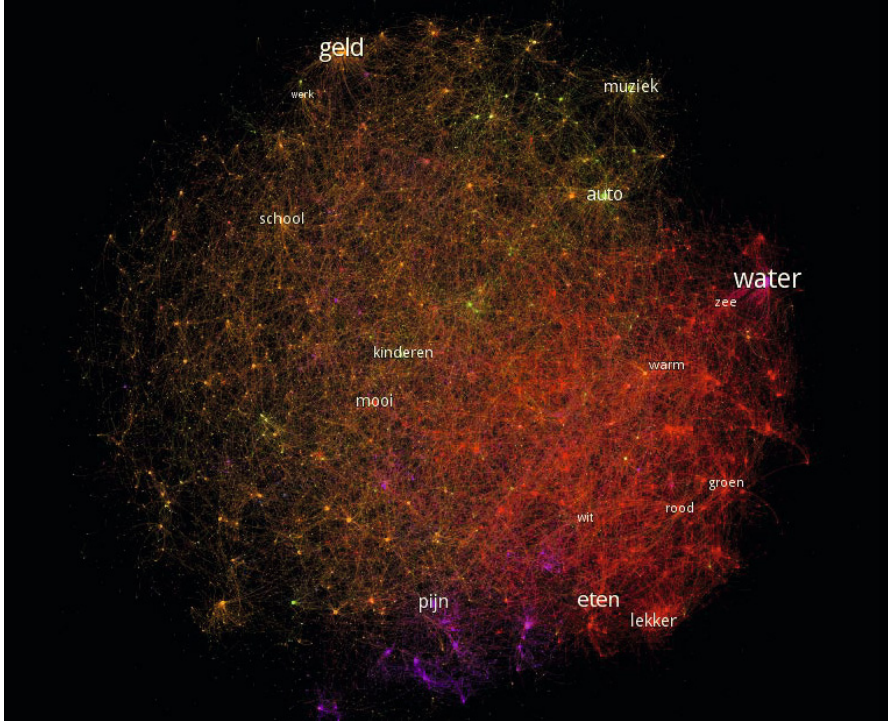 geld
muziek
werk
auto
school
water
zee
kinderen
warm
mooi
groen
rood
wit
pijn
eten
lekker